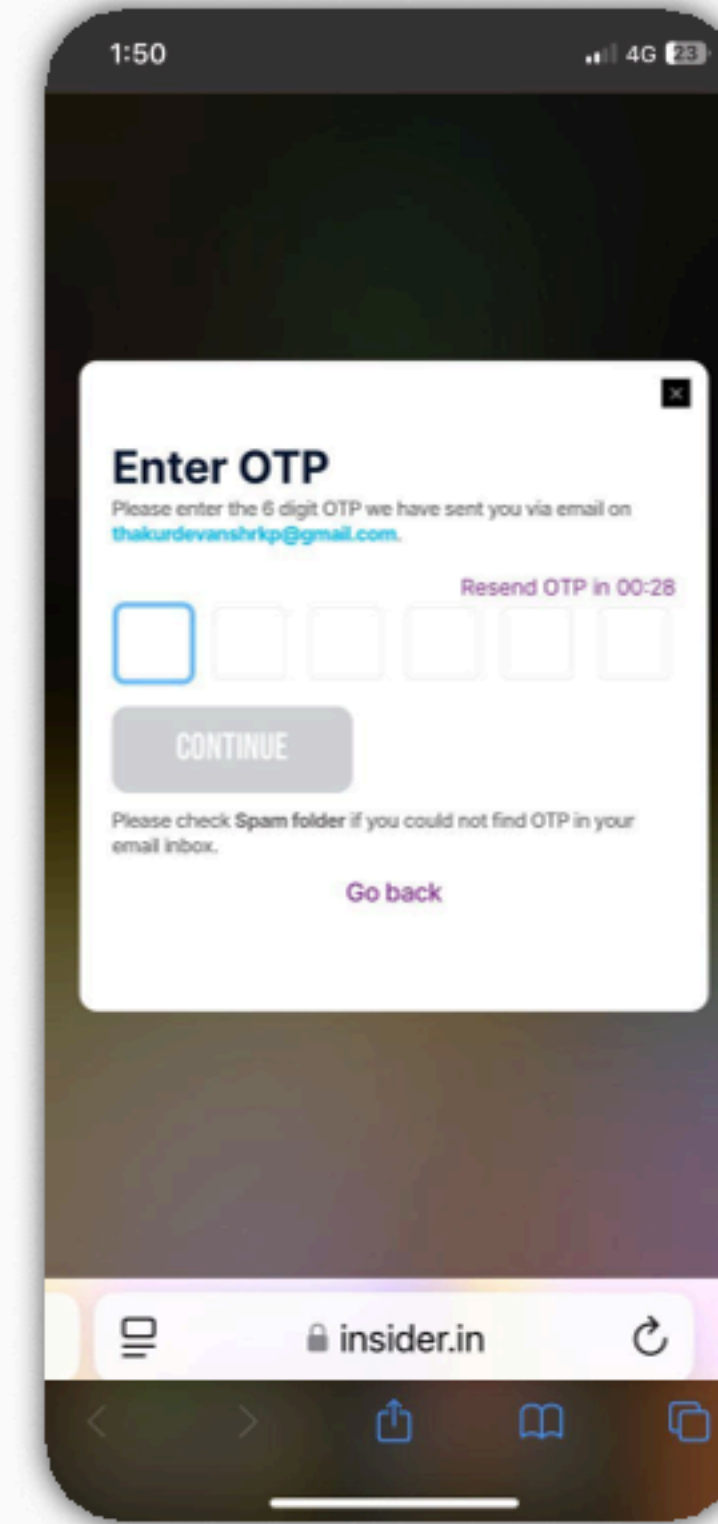 1:50 4G 23
Enter OTP
Please enter the 6 digit OTP we have sent you via email on
thakurdevanshrkp@gmail.com.
Resend OTP in 00:28
CONTINUE
Please check Spam folder if you could not find OTP in your
email inbox.
Go back
insider.in